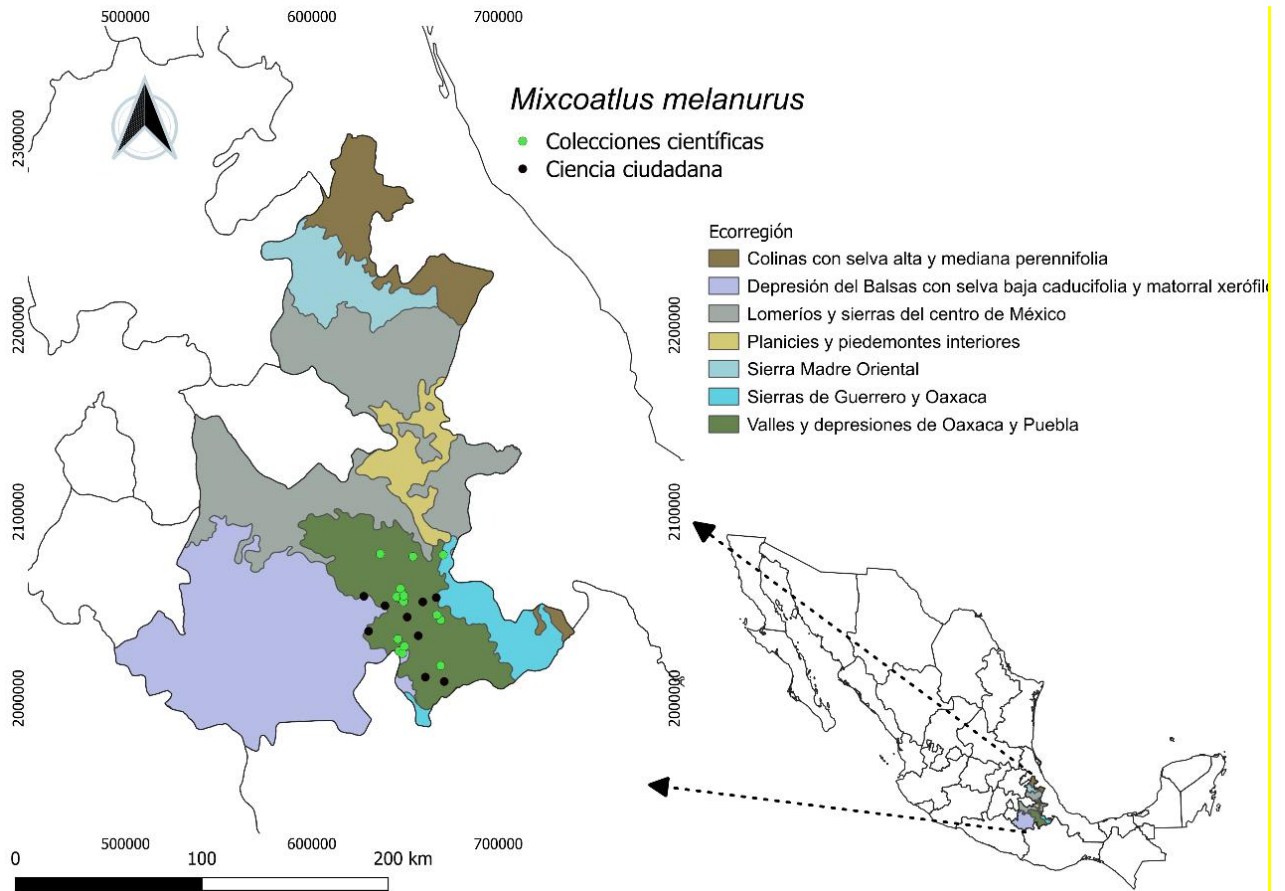 500000
600000
700000
2300000
2200000
2100000
2000000
Mixcoatlus melanurus
Colecciones científicas
Ciencia ciudadana
Ecorregión
Colinas con selva alta y mediana perennifolia
Depresión del Balsas con selva baja caducifolia y matorral xerófilo
Lomeríos y sierras del centro de México
Planicies y piedemontes interiores
Sierra Madre Oriental
Sierras de Guerrero y Oaxaca
Valles y depresiones de Oaxaca y Puebla
2200000
2100000
2000000
500000
600000
700000
0
100
200 km